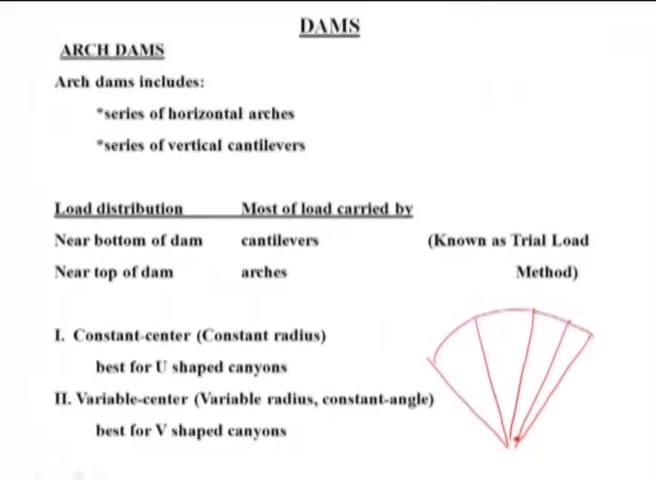 DAMS
ARCH DAMS
Arch dams includes:
*series of horizontal arches
*series of vertical cantilevers
Load distribution Most of load carried by
Near bottom of dam cantilevers (Known as Trial Load
Near top of dam arches Method)
I. Constant-center (Constant radius)
best for U shaped canyons
II. Variable-center (Variable radius, constant-angle)
best for V shaped canyons